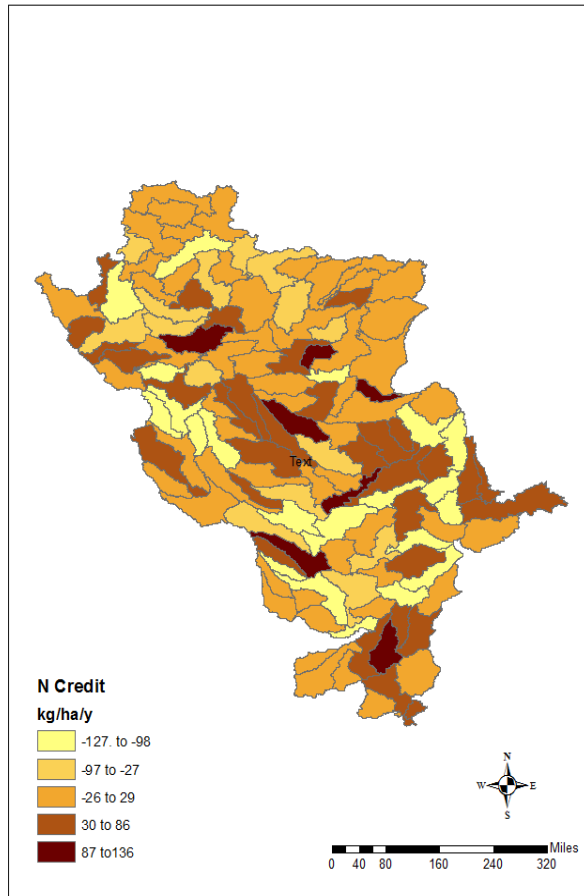 Text
N Credit
kg/ha/y
-127. to -98
-97 to -27
-26 to 29
30 to 86
87 to136
N
W E
S
Miles
0 20 40 80 160 240 320